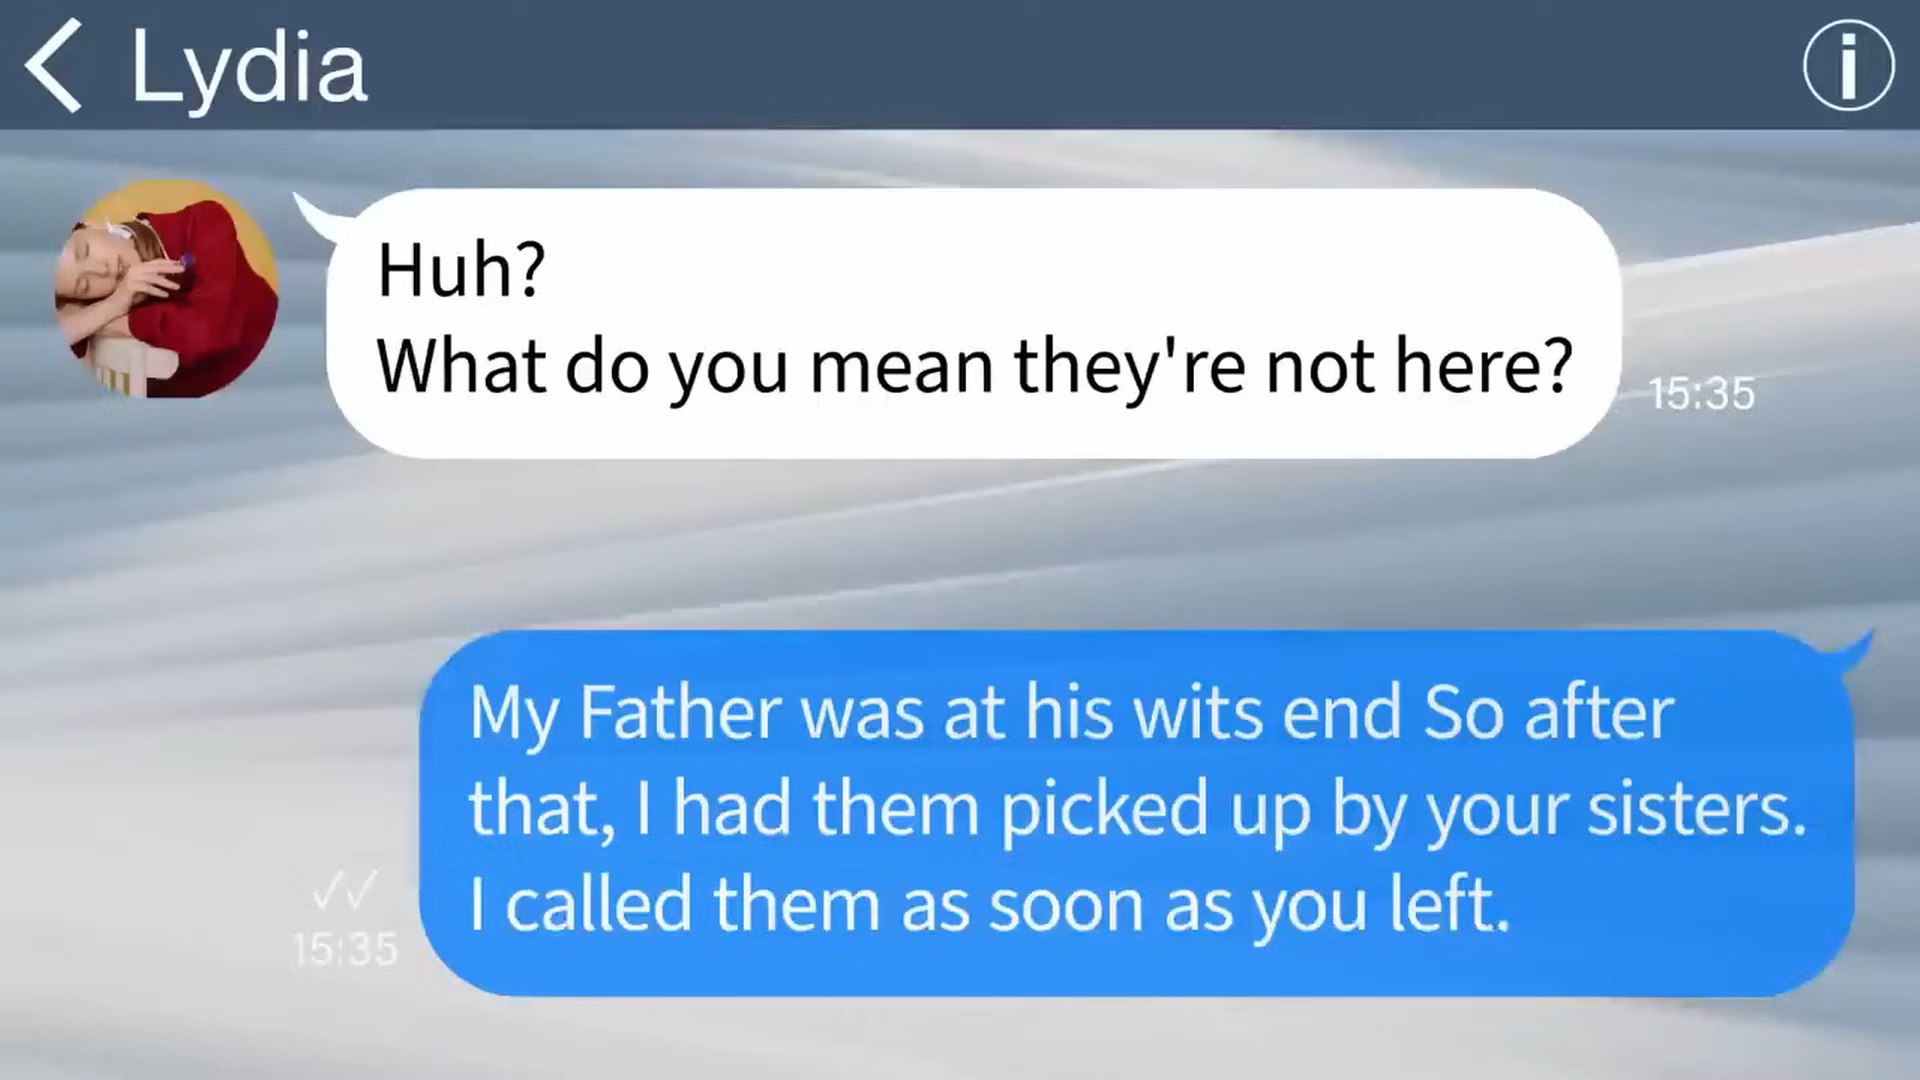 Lydia
Huh?
What do you mean they're not here?
15:35
My Father was at his wits end So after
that, I had them picked up by your sisters.
I called them as soon as you left.
15:35